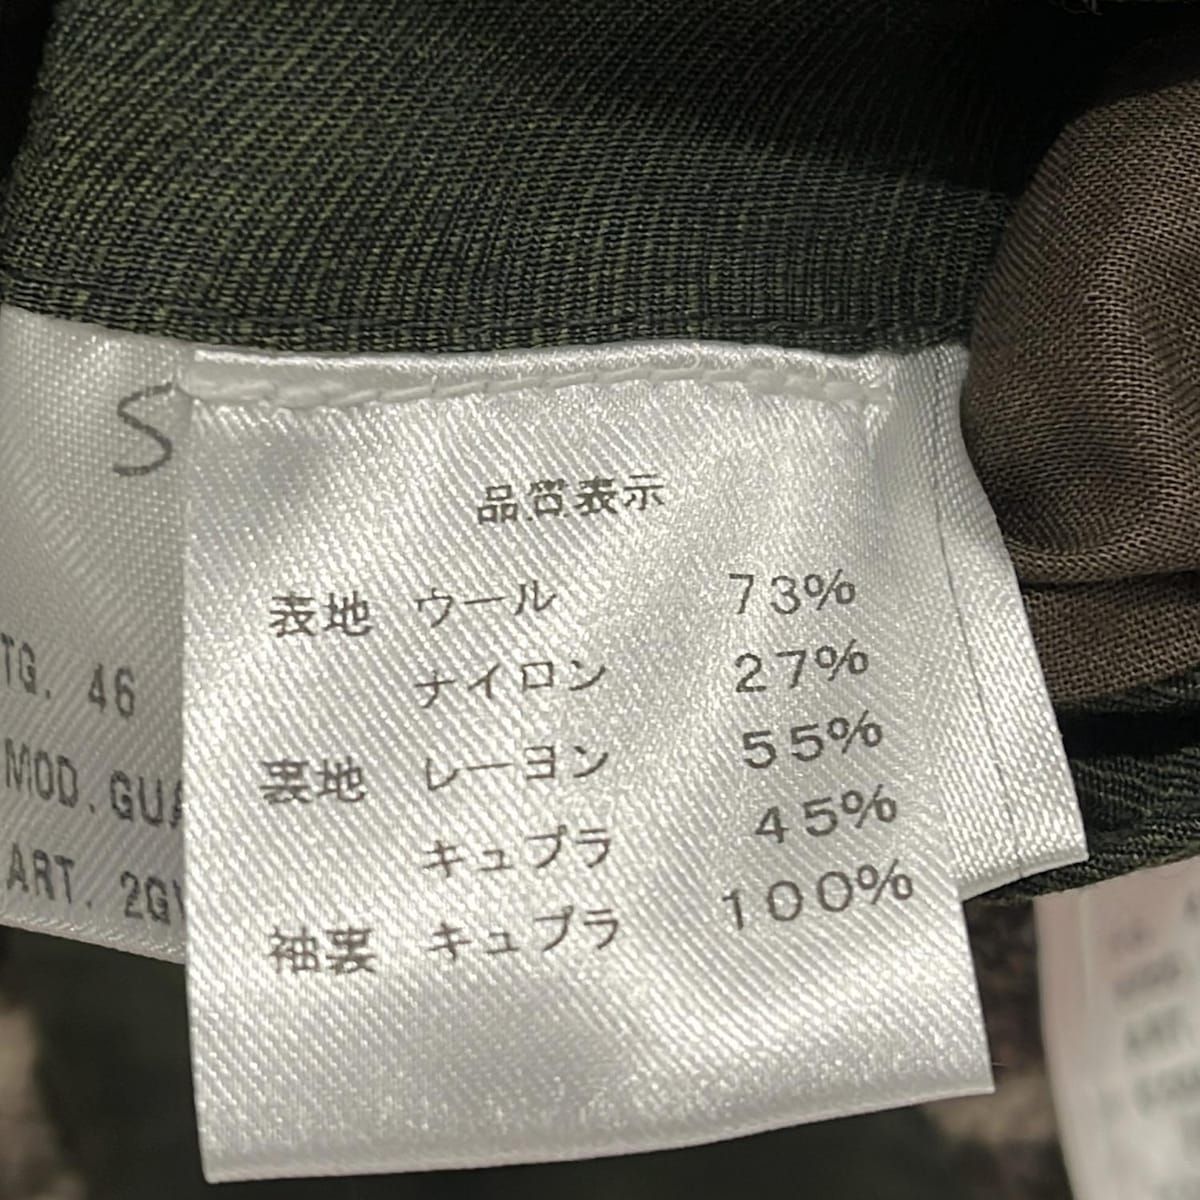 S
TG. 46
MOD.GUA
ART. 2GV
品質表示
表地 ウール 73%
ナイロン 27%
裏地 レーヨン 55%
キュプラ 45%
袖裏 キュプラ 100%